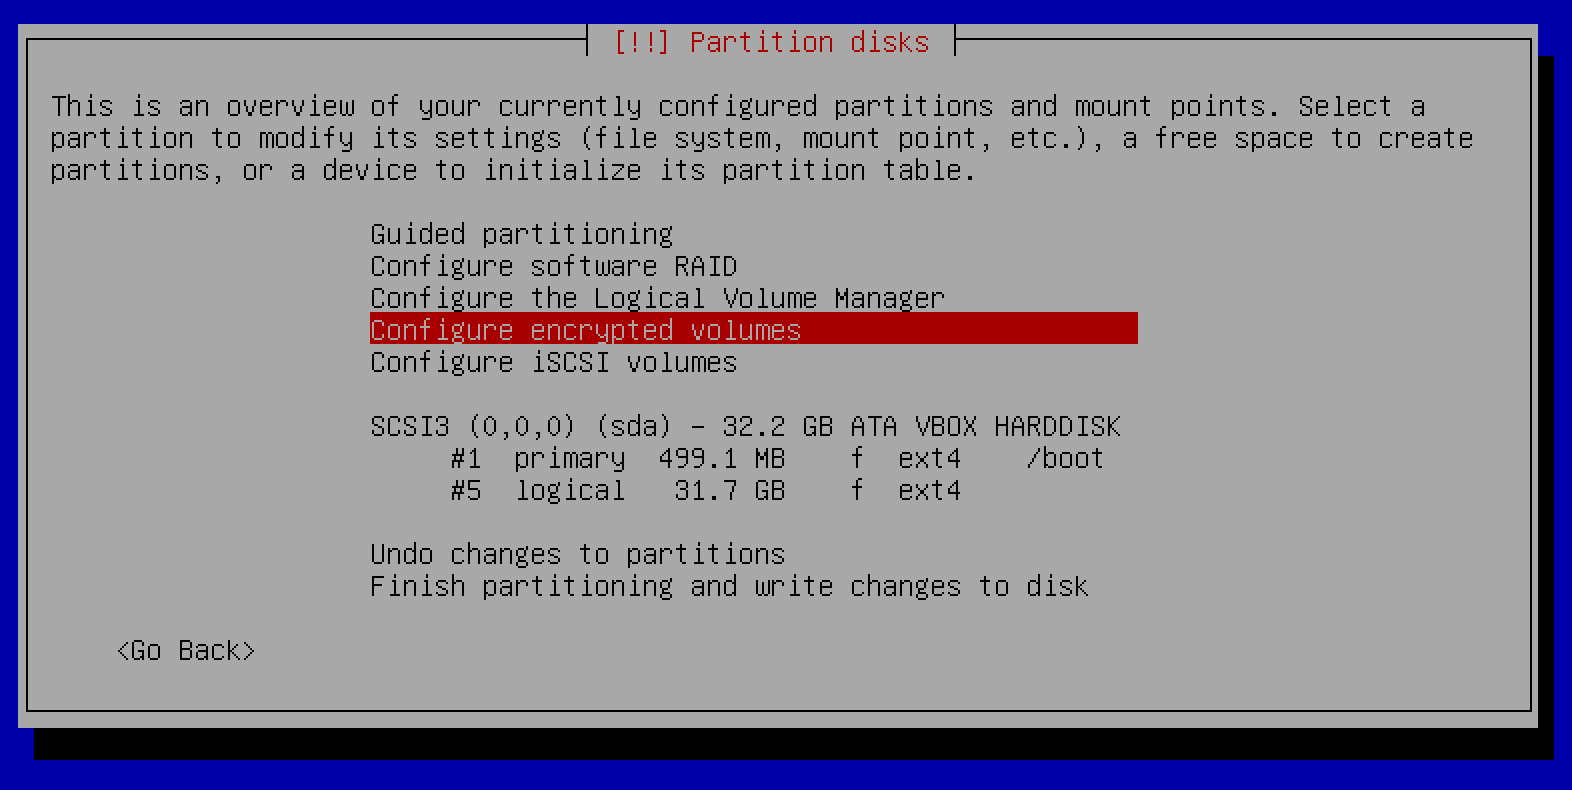 [!!] Partition disks
This is an overview of your currently configured partitions and mount points. Select a
partition to modify its settings (file system, mount point, etc.), a free space to create
partitions, or a device to initialize its partition table.
Guided partitioning
Configure software RAID
Configure the Logical Volume Manager
Configure encrypted volumes
Configure iSCSI volumes
SCSI3 (0,0,0) (sda) - 32.2 GB ATA VBOX HARDDISK
#1 primary 499.1 MB f ext4 /boot
#5 logical 31.7 GB f ext4
Undo changes to partitions
Finish partitioning and write changes to disk
<Go Back>